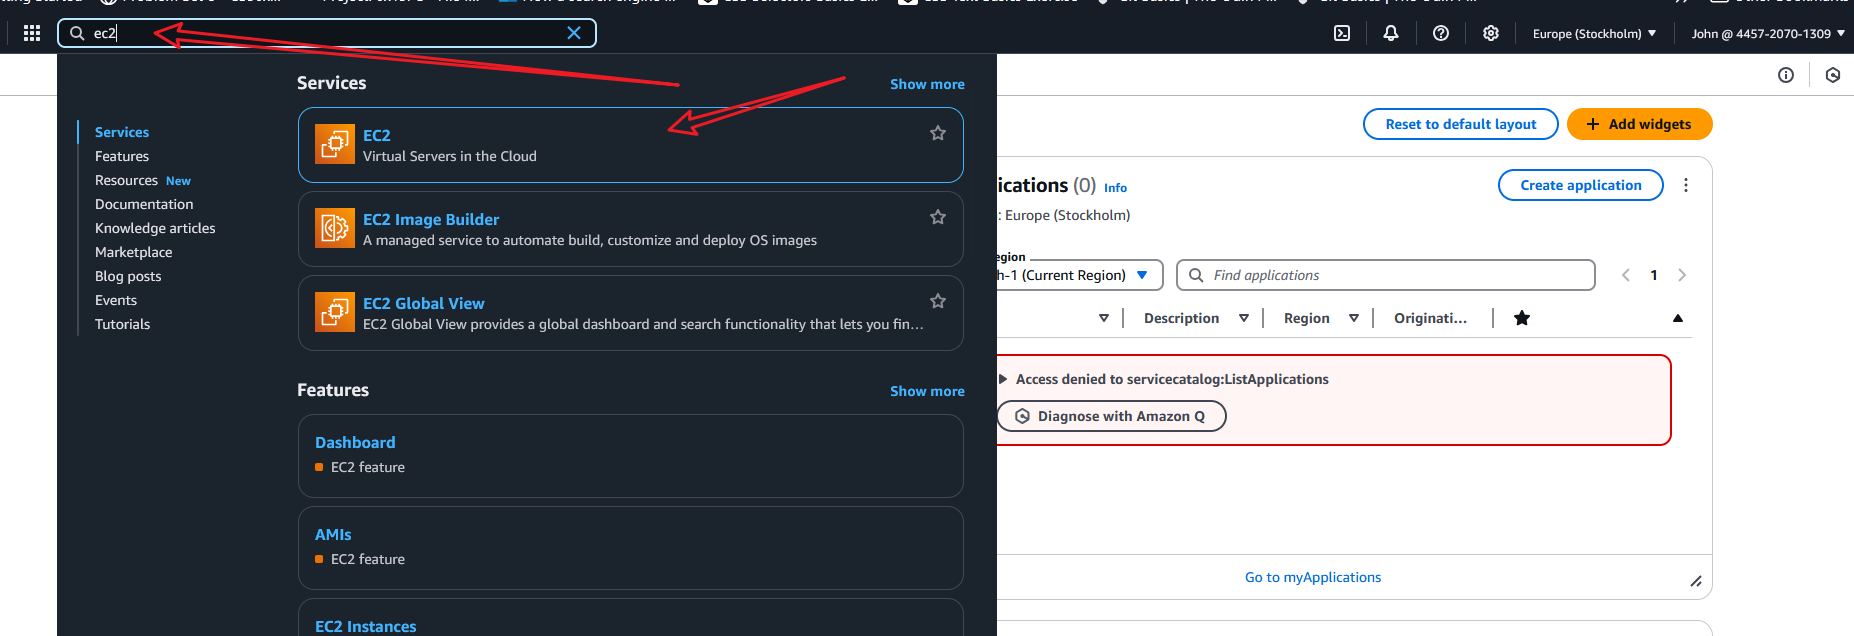 ec2
Europe (Stockholm)
John @ 4457-2070-1309
Services
Show more
Services
Features
Resources New
Documentation
Knowledge articles
Marketplace
Blog posts
Events
Tutorials
EC2
Virtual Servers in the Cloud
EC2 Image Builder
A managed service to automate build, customize and deploy OS images
EC2 Global View
EC2 Global View provides a global dashboard and search functionality that lets you fin...
Features
Show more
Dashboard
EC2 feature
AMIs
EC2 feature
EC2 Instances
Reset to default layout
+ Add widgets
ications (0) Info
Create application
: Europe (Stockholm)
egion
h-1 (Current Region)
Find applications
1
Description
Region
Originati...
Access denied to servicecatalog:ListApplications
Diagnose with Amazon Q
Go to myApplications